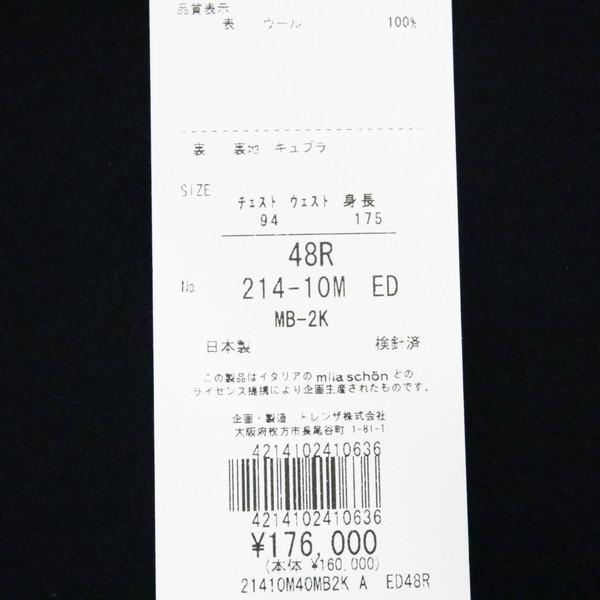 品質表示
表 ウール 100%
裏 裏地 キュプラ
SIZE
チェスト ウェスト 身長
94 175
48R
No. 214-10M ED
MB-2K
日本製 検針済
この製品はイタリアの mila schön との
ライセンス提携により企画生産されたものです。
企画・製造 トレンザ株式会社
大阪府枚方市長尾谷町 1-81-1
4214102410636
4214102410636
¥176,000
(本体 ¥160,000)
21410M40MB2K A ED48R